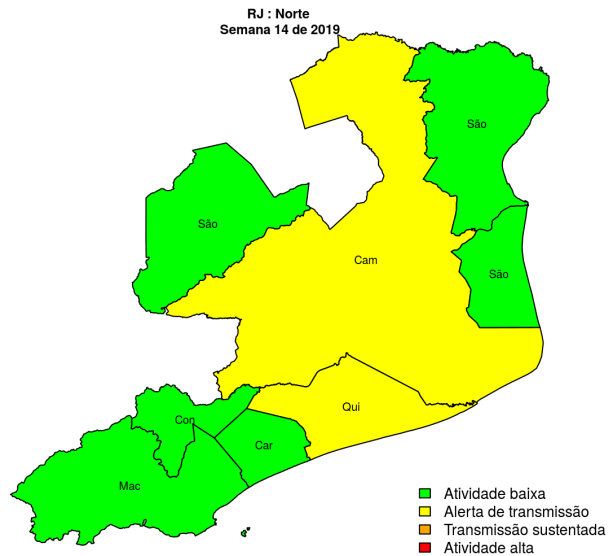 RJ : Norte
Semana 14 de 2019
São
São
Cam
São
Qui
Con
Car
Mac
Atividade baixa
Alerta de transmissão
Transmissão sustentada
Atividade alta